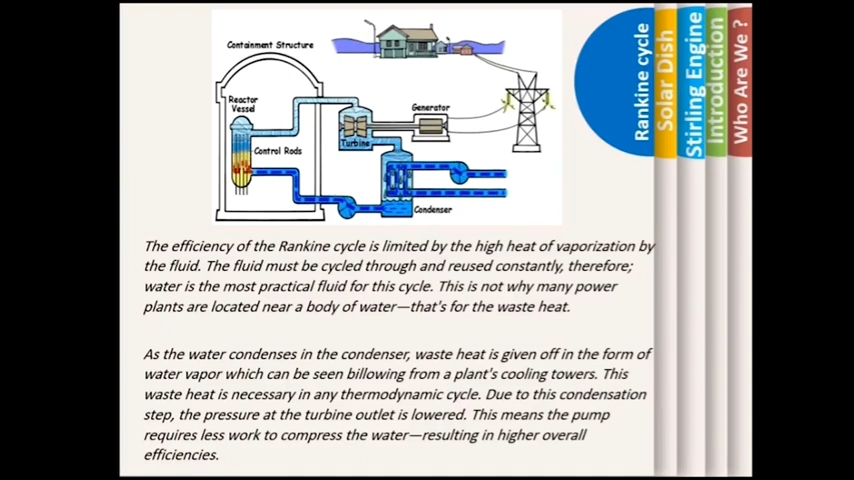 Containment Structure
Reactor
Vessel
Control Rods
Turbine
Generator
Condenser
Rankine cycle
Solar Dish
Stirling Engine
Introduction
Who Are We ?
The efficiency of the Rankine cycle is limited by the high heat of vaporization by
the fluid. The fluid must be cycled through and reused constantly, therefore;
water is the most practical fluid for this cycle. This is not why many power
plants are located near a body of water—that's for the waste heat.
As the water condenses in the condenser, waste heat is given off in the form of
water vapor which can be seen billowing from a plant's cooling towers. This
waste heat is necessary in any thermodynamic cycle. Due to this condensation
step, the pressure at the turbine outlet is lowered. This means the pump
requires less work to compress the water—resulting in higher overall
efficiencies.